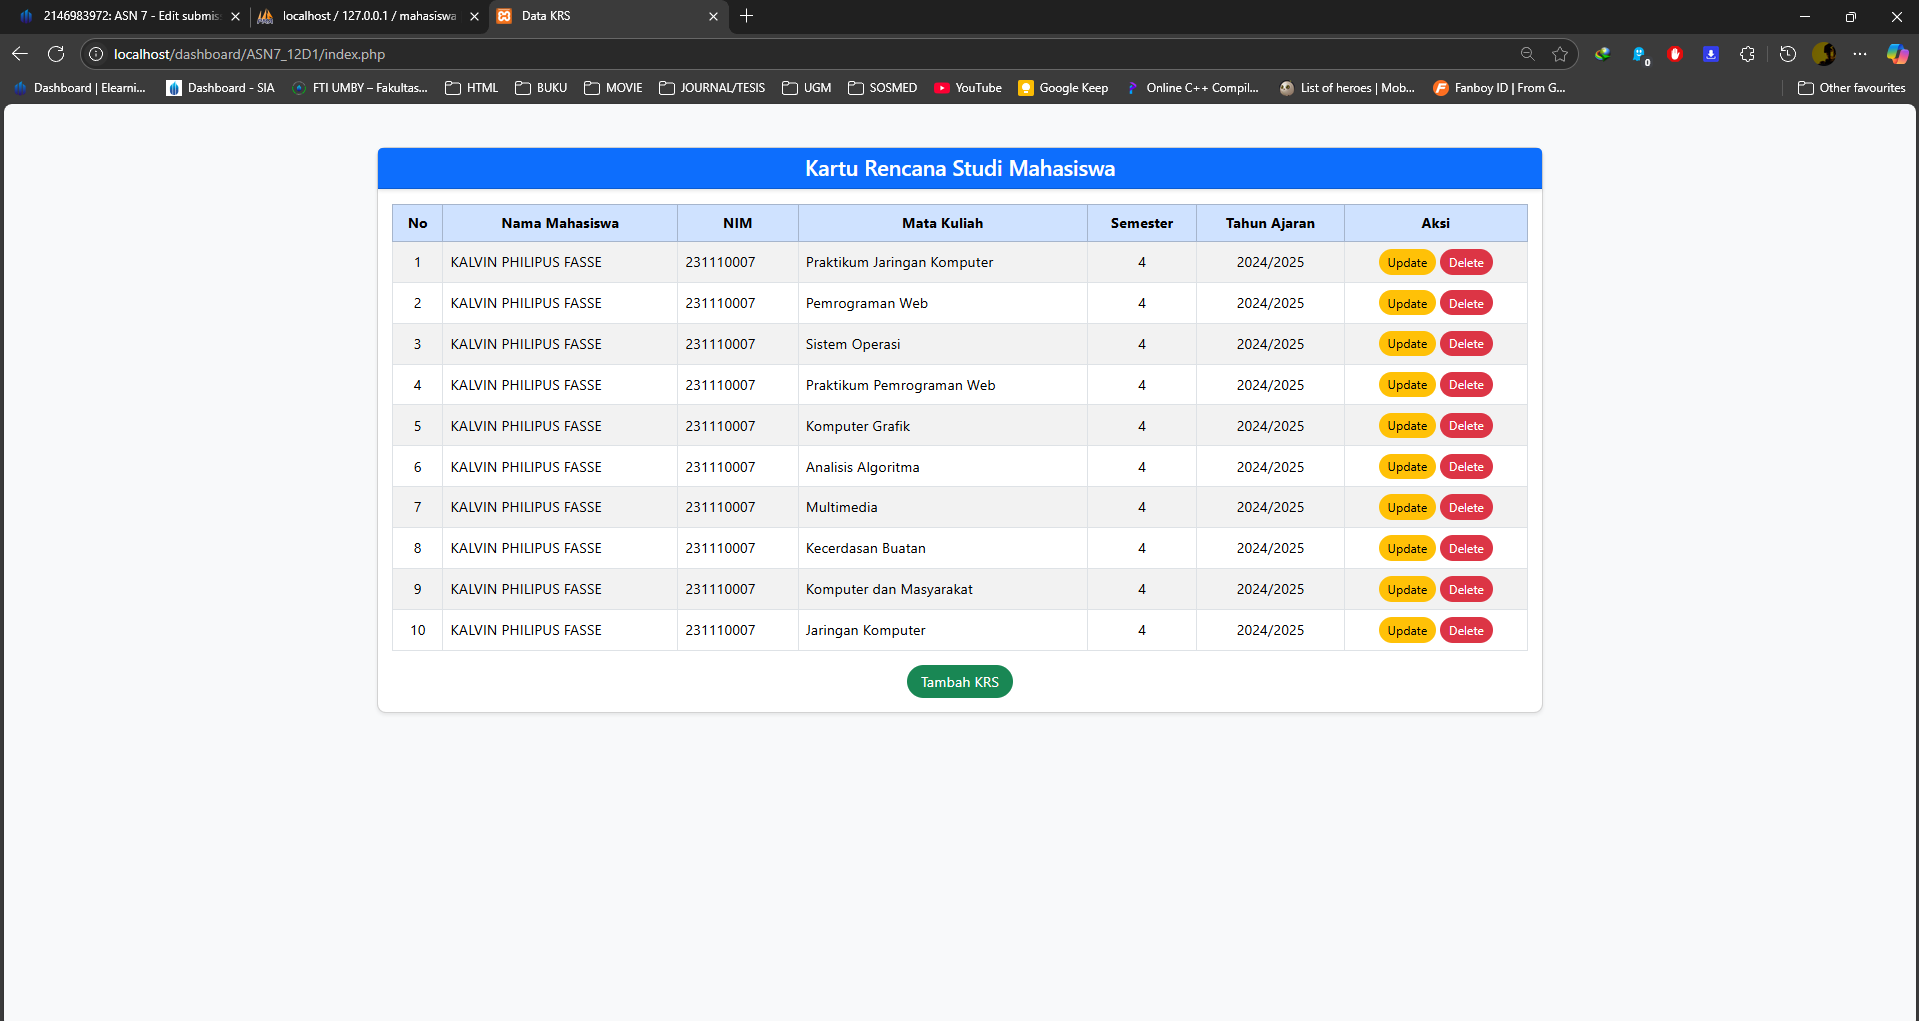 2146983972: ASN 7 - Edit submis
localhost / 127.0.0.1 / mahasiswa
Data KRS
localhost/dashboard/ASN7_12D1/index.php
0
Dashboard | Elearni...
Dashboard - SIA
FTI UMBY – Fakultas...
HTML
BUKU
MOVIE
JOURNAL/TESIS
UGM
SOSMED
YouTube
Google Keep
Online C++ Compil...
List of heroes | Mob...
Fanboy ID | From G...
Other favourites
Kartu Rencana Studi Mahasiswa
No Nama Mahasiswa NIM Mata Kuliah Semester Tahun Ajaran Aksi
1 KALVIN PHILIPUS FASSE 231110007 Praktikum Jaringan Komputer 4 2024/2025 Update Delete
2 KALVIN PHILIPUS FASSE 231110007 Pemrograman Web 4 2024/2025 Update Delete
3 KALVIN PHILIPUS FASSE 231110007 Sistem Operasi 4 2024/2025 Update Delete
4 KALVIN PHILIPUS FASSE 231110007 Praktikum Pemrograman Web 4 2024/2025 Update Delete
5 KALVIN PHILIPUS FASSE 231110007 Komputer Grafik 4 2024/2025 Update Delete
6 KALVIN PHILIPUS FASSE 231110007 Analisis Algoritma 4 2024/2025 Update Delete
7 KALVIN PHILIPUS FASSE 231110007 Multimedia 4 2024/2025 Update Delete
8 KALVIN PHILIPUS FASSE 231110007 Kecerdasan Buatan 4 2024/2025 Update Delete
9 KALVIN PHILIPUS FASSE 231110007 Komputer dan Masyarakat 4 2024/2025 Update Delete
10 KALVIN PHILIPUS FASSE 231110007 Jaringan Komputer 4 2024/2025 Update Delete
Tambah KRS